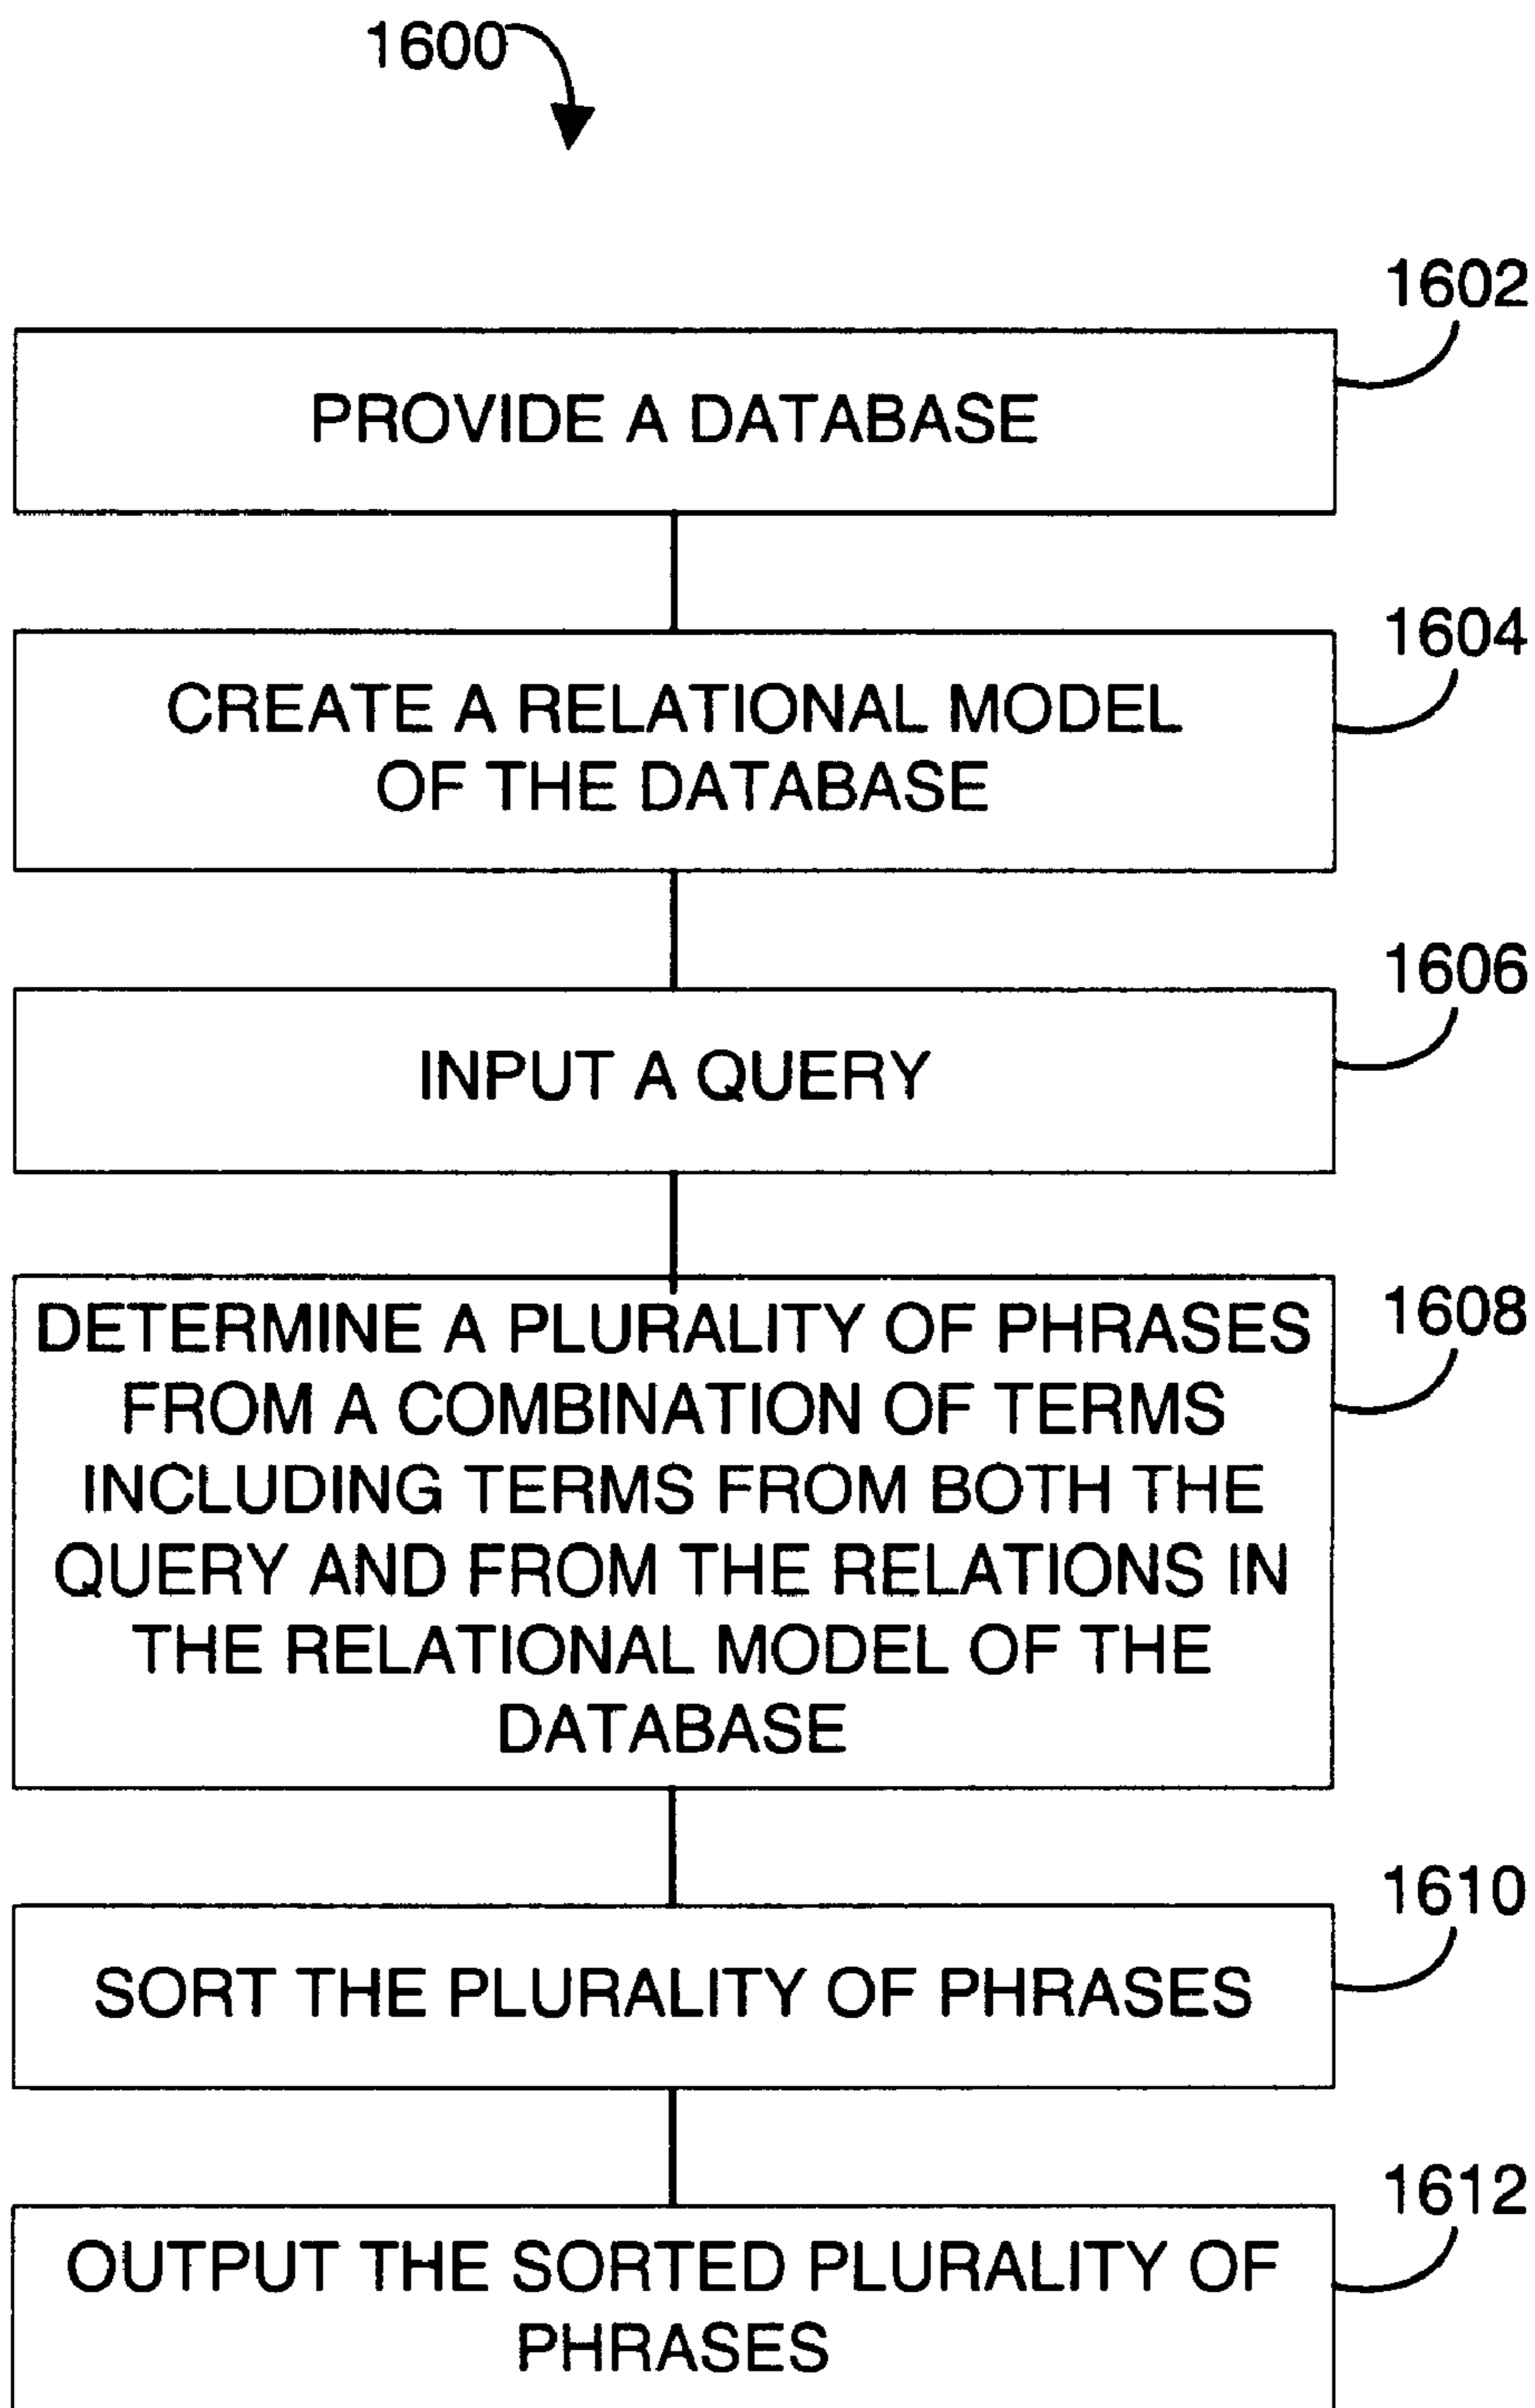 1600
1602
PROVIDE A DATABASE
1604
CREATE A RELATIONAL MODEL
OF THE DATABASE
1606
INPUT A QUERY
1608
DETERMINE A PLURALITY OF PHRASES
FROM A COMBINATION OF TERMS
INCLUDING TERMS FROM BOTH THE
QUERY AND FROM THE RELATIONS IN
THE RELATIONAL MODEL OF THE
DATABASE
1610
SORT THE PLURALITY OF PHRASES
1612
OUTPUT THE SORTED PLURALITY OF
PHRASES